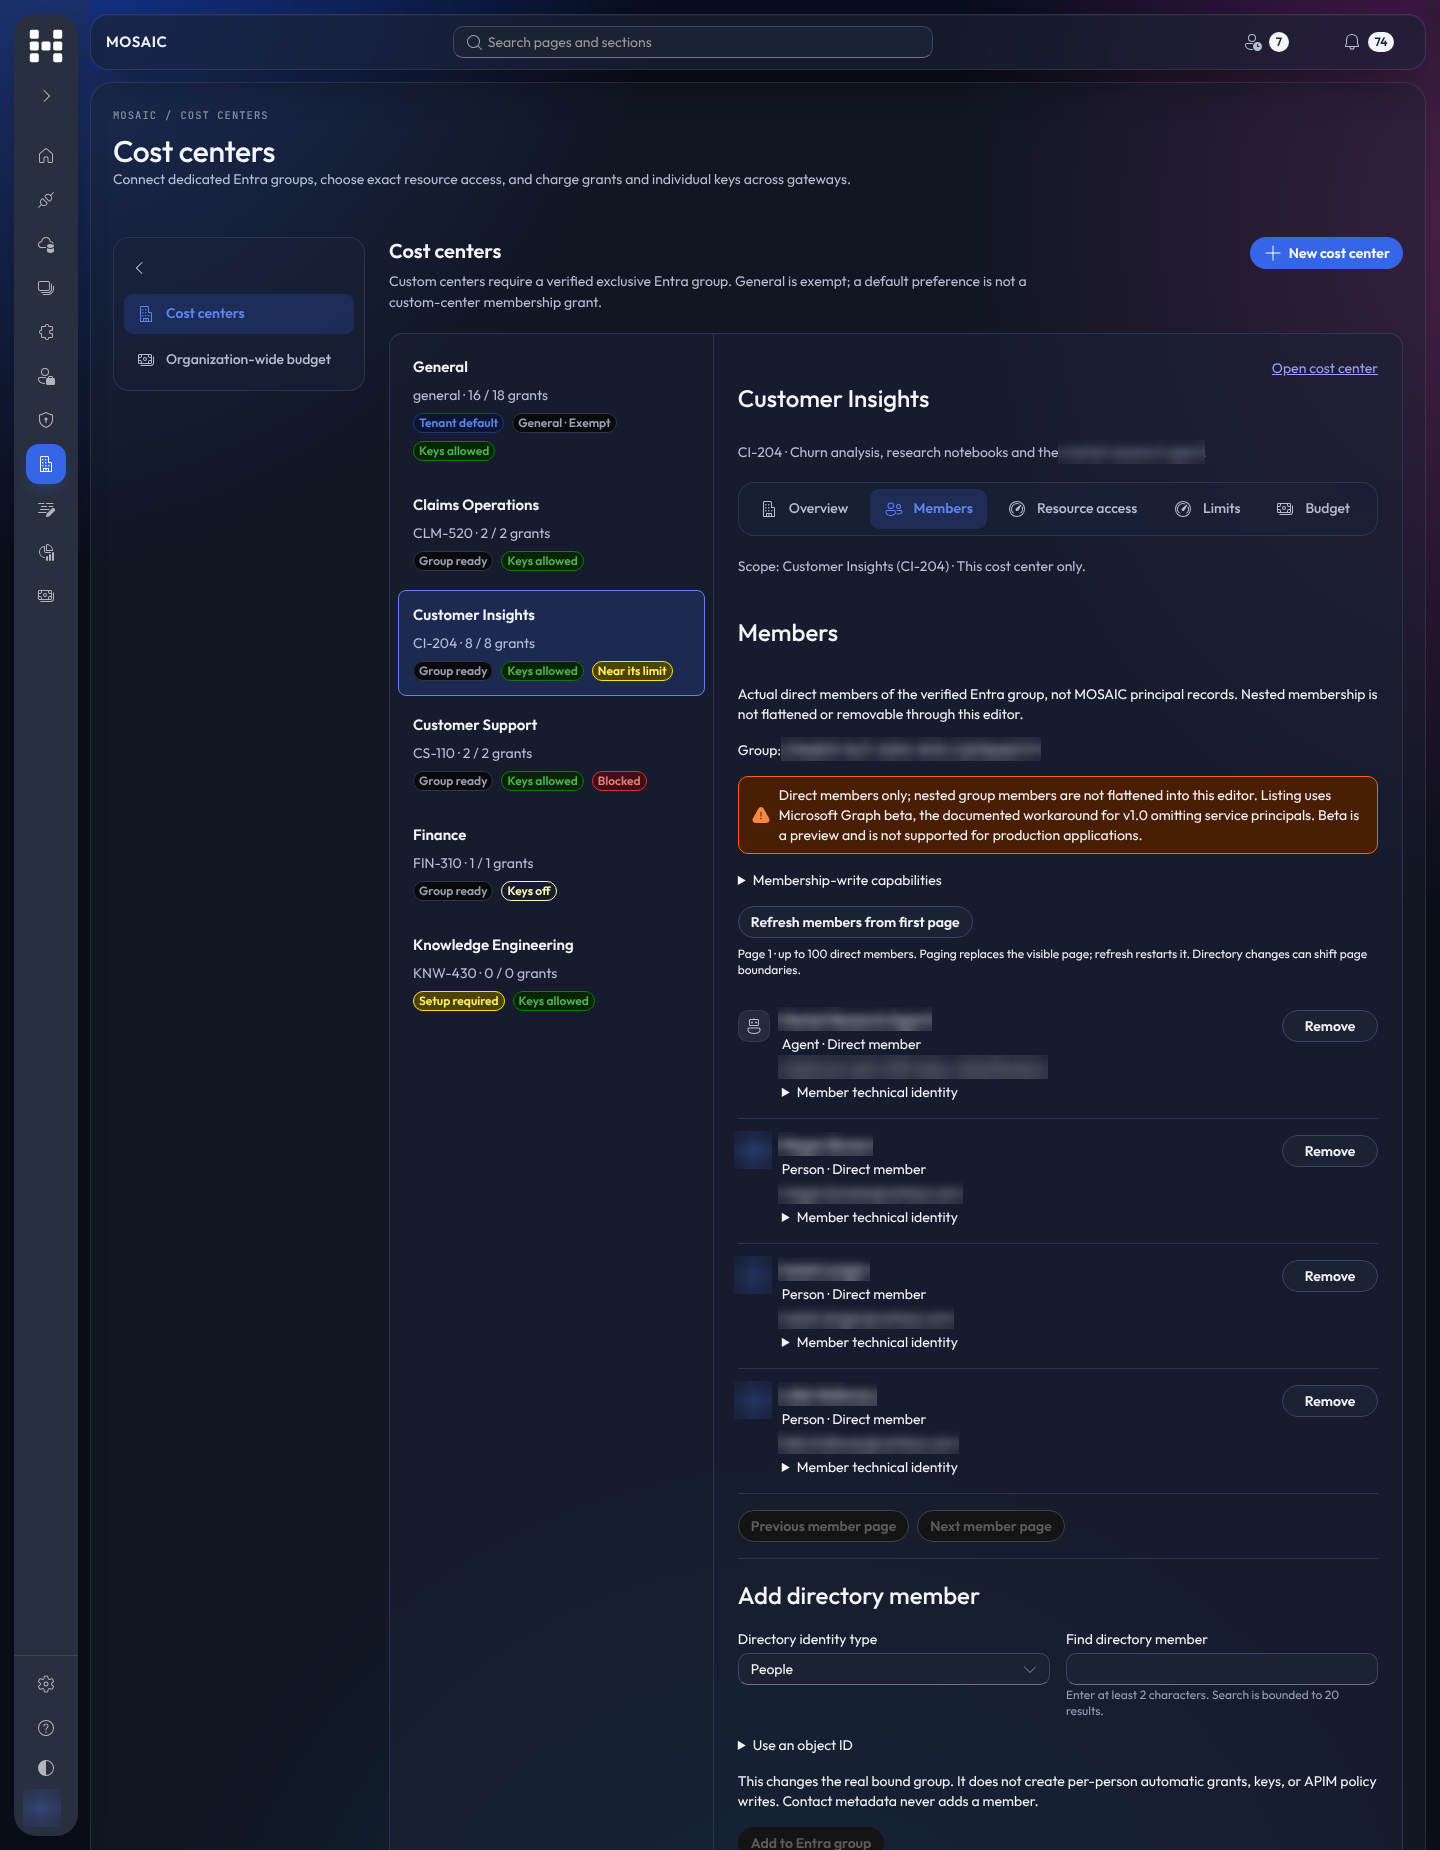 MOSAIC
Search pages and sections
7
74
MOSAIC / COST CENTERS
Cost centers
Connect dedicated Entra groups, choose exact resource access, and charge grants and individual keys across gateways.
Cost centers
Organization-wide budget
Cost centers
Custom centers require a verified exclusive Entra group. General is exempt; a default preference is not a
custom-center membership grant.
New cost center
General
general · 16 / 18 grants
Tenant default
General · Exempt
Keys allowed
Claims Operations
CLM-520 · 2 / 2 grants
Group ready
Keys allowed
Customer Insights
CI-204 · 8 / 8 grants
Group ready
Keys allowed
Near its limit
Customer Support
CS-110 · 2 / 2 grants
Group ready
Keys allowed
Blocked
Finance
FIN-310 · 1 / 1 grants
Group ready
Keys off
Knowledge Engineering
KNW-430 · 0 / 0 grants
Setup required
Keys allowed
Open cost center
Customer Insights
CI-204 · Churn analysis, research notebooks and the
Overview
Members
Resource access
Limits
Budget
Scope: Customer Insights (CI-204) · This cost center only.
Members
Actual direct members of the verified Entra group, not MOSAIC principal records. Nested membership is
not flattened or removable through this editor.
Group:
Direct members only; nested group members are not flattened into this editor. Listing uses
Microsoft Graph beta, the documented workaround for v1.0 omitting service principals. Beta is
a preview and is not supported for production applications.
Membership-write capabilities
Refresh members from first page
Page 1 · up to 100 direct members. Paging replaces the visible page; refresh restarts it. Directory changes can shift page
boundaries.
Remove
Agent · Direct member
Member technical identity
Remove
Person · Direct member
Member technical identity
Remove
Person · Direct member
Member technical identity
Remove
Person · Direct member
Member technical identity
Previous member page
Next member page
Add directory member
Directory identity type
People
Find directory member
Enter at least 2 characters. Search is bounded to 20
results.
Use an object ID
This changes the real bound group. It does not create per-person automatic grants, keys, or APIM policy
writes. Contact metadata never adds a member.
Add to Entra group